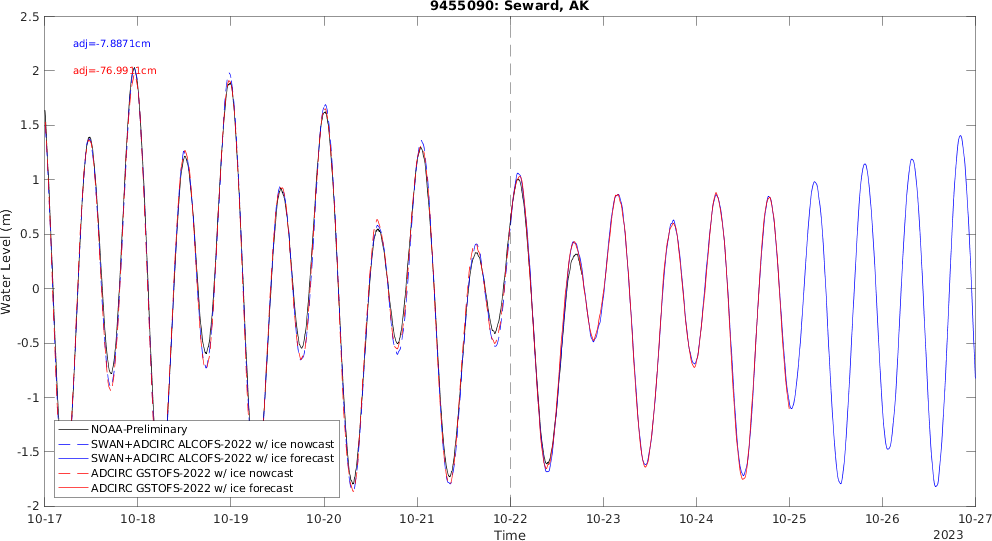 9455090: Seward, AK
adj=-7.8871cm
adj=-76.9911cm
2.5
2
1.5
1
0.5
0
-0.5
-1
-1.5
-2
Water Level (m)
NOAA-Preliminary
SWAN+ADCIRC ALCOFS-2022 w/ ice nowcast
SWAN+ADCIRC ALCOFS-2022 w/ ice forecast
ADCIRC GSTOFS-2022 w/ ice nowcast
ADCIRC GSTOFS-2022 w/ ice forecast
10-17 10-18 10-19 10-20 10-21 10-22 10-23 10-24 10-25 10-26 10-27
Time
2023